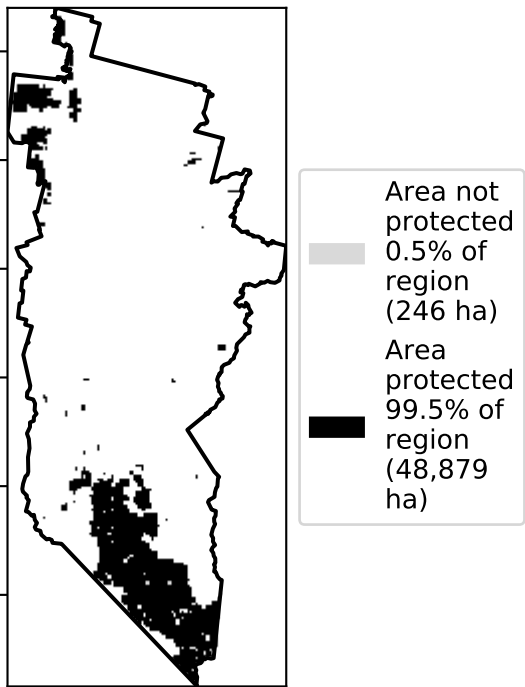 Area not
protected
0.5% of
region
(246 ha)
Area
protected
99.5% of
region
(48,879
ha)